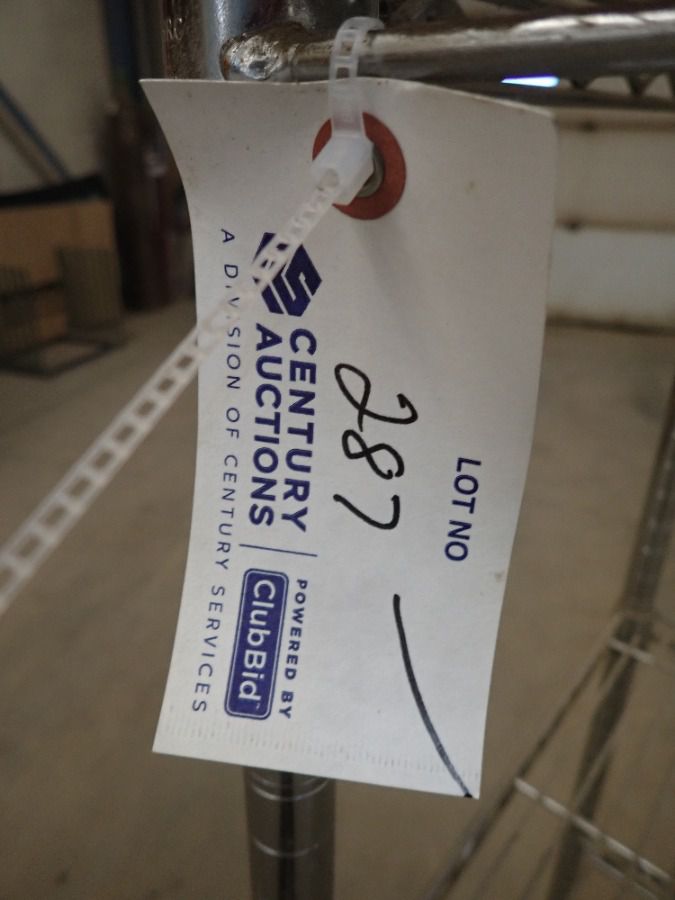 LOT NO
287
CENTURY
AUCTIONS
POWERED BY
ClubBid
A DIVISION OF CENTURY SERVICES